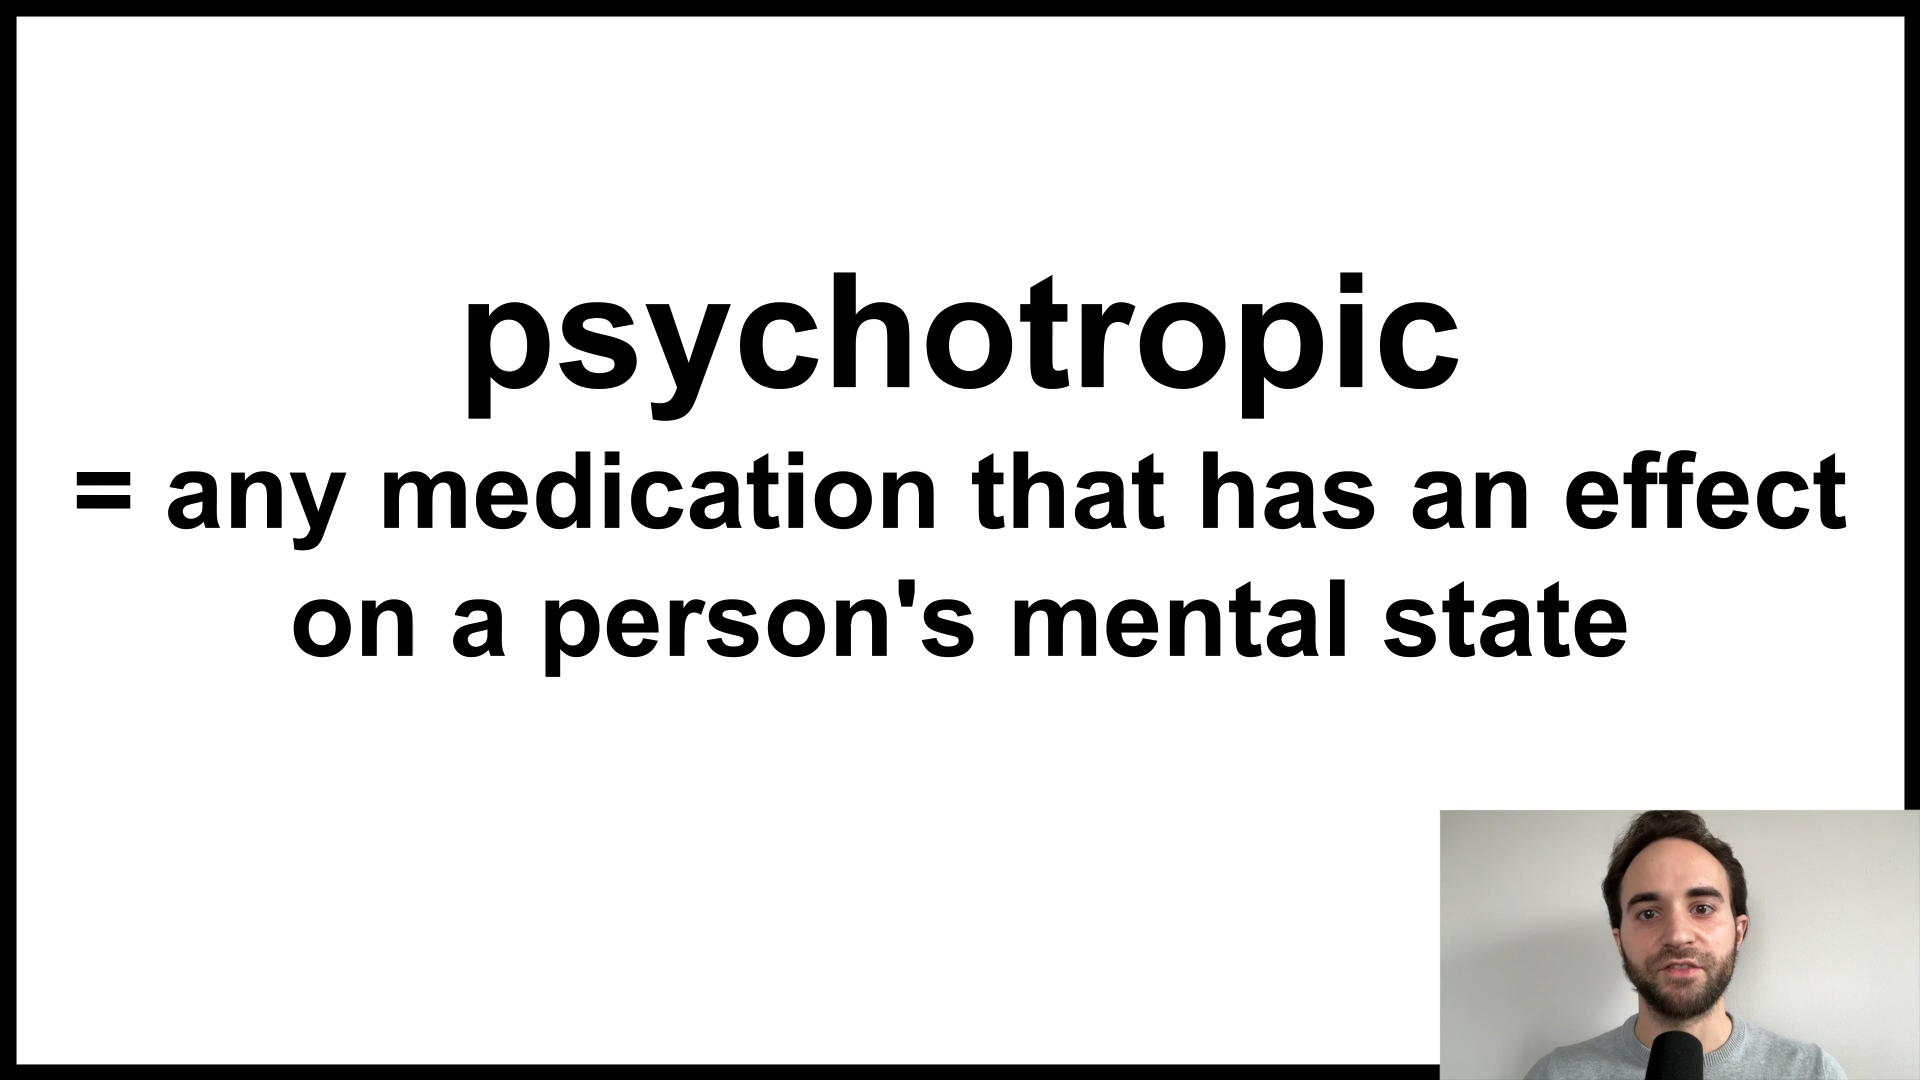 psychotropic
= any medication that has an effect
on a person's mental state